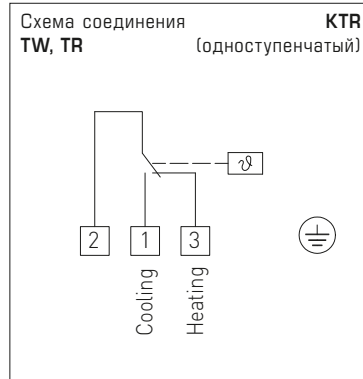 Схема соединения KTR
TW, TR (одноступенчатый)
ϑ
2 1 3
Cooling
Heating